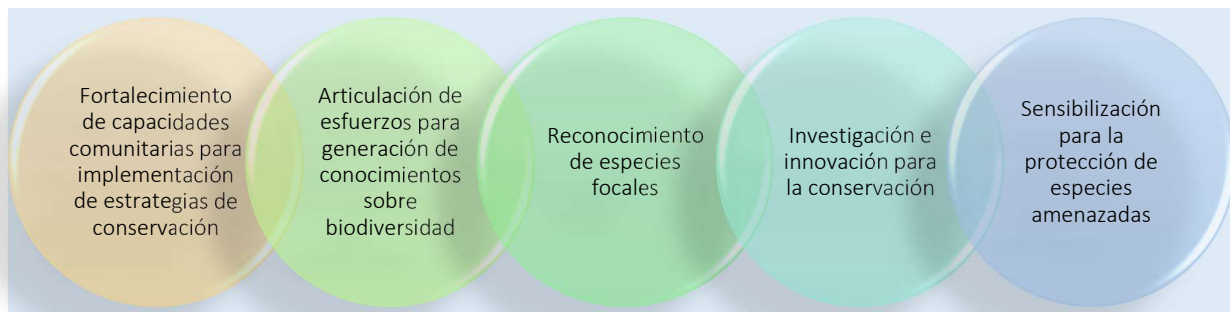 Fortalecimiento
de capacidades
comunitarias para
implementación
de estrategias de
conservación
Articulación de
esfuerzos para
generación de
conocimientos
sobre
biodiversidad
Reconocimiento
de especies
focales
Investigación e
innovación para
la conservación
Sensibilización
para la
protección de
especies
amenazadas